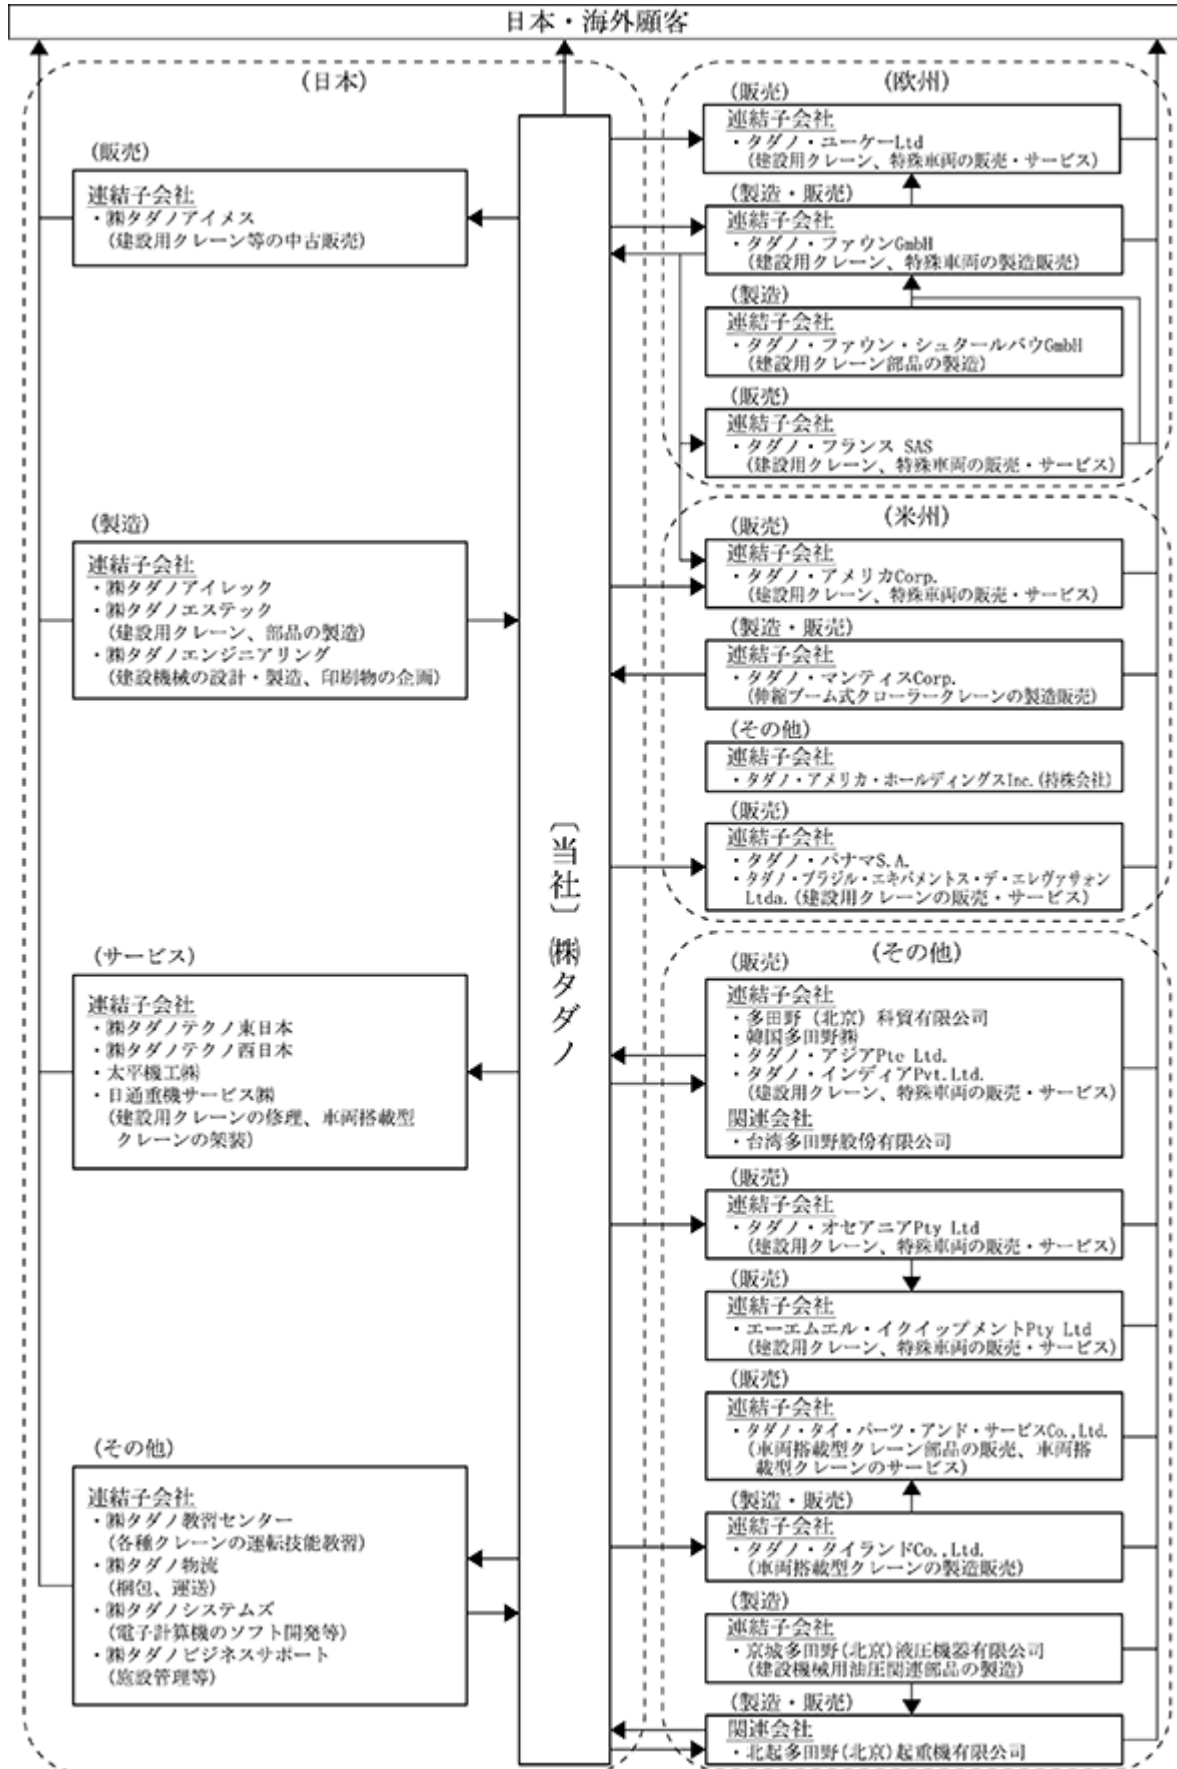 日本・海外顧客
(日本)
(販売)
連結子会社
・㈱タダノアイメス
(建設用クレーン等の中古販売)
(製造)
連結子会社
・㈱タダノアイレック
・㈱タダノエステック
(建設用クレーン、部品の製造)
・㈱タダノエンジニアリング
(建設機械の設計・製造、印刷物の企画)
(サービス)
連結子会社
・㈱タダノテクノ東日本
・㈱タダノテクノ西日本
・太平機工㈱
・日通重機サービス㈱
(建設用クレーンの修理、車両搭載型
クレーンの架装)
(その他)
連結子会社
・㈱タダノ教習センター
(各種クレーンの運転技能教習)
・㈱タダノ物流
(梱包、運送)
・㈱タダノシステムズ
(電子計算機のソフト開発等)
・㈱タダノビジネスサポート
(施設管理等)
〔当社〕㈱タダノ
(欧州)
(販売)
連結子会社
・タダノ・ユーケーLtd
(建設用クレーン、特殊車両の販売・サービス)
(製造・販売)
連結子会社
・タダノ・ファウンGmbH
(建設用クレーン、特殊車両の製造販売)
(製造)
連結子会社
・タダノ・ファウン・シュタールバウGmbH
(建設用クレーン部品の製造)
(販売)
連結子会社
・タダノ・フランス SAS
(建設用クレーン、特殊車両の販売・サービス)
(米州)
(販売)
連結子会社
・タダノ・アメリカCorp.
(建設用クレーン、特殊車両の販売・サービス)
(製造・販売)
連結子会社
・タダノ・マンティスCorp.
(伸縮ブーム式クローラークレーンの製造販売)
(その他)
連結子会社
・タダノ・アメリカ・ホールディングスInc.(持株会社)
(販売)
連結子会社
・タダノ・パナマS.A.
・タダノ・ブラジル・エキパメントス・デ・エレヴァサォン
Ltda.(建設用クレーンの販売・サービス)
(その他)
(販売)
連結子会社
・多田野（北京）科貿有限公司
・韓国多田野㈱
・タダノ・アジアPte Ltd.
・タダノ・インディアPvt.Ltd.
(建設用クレーン、特殊車両の販売・サービス)
関連会社
・台湾多田野股份有限公司
(販売)
連結子会社
・タダノ・オセアニアPty Ltd
(建設用クレーン、特殊車両の販売・サービス)
(販売)
連結子会社
・エーエムエル・イクイップメントPty Ltd
(建設用クレーン、特殊車両の販売・サービス)
(販売)
連結子会社
・タダノ・タイ・パーツ・アンド・サービスCo.,Ltd.
(車両搭載型クレーン部品の販売、車両搭
載型クレーンのサービス)
(製造・販売)
連結子会社
・タダノ・タイランドCo.,Ltd.
(車両搭載型クレーンの製造販売)
(製造)
連結子会社
・京城多田野(北京)液圧機器有限公司
(建設機械用油圧関連部品の製造)
(製造・販売)
関連会社
・北起多田野(北京)起重機有限公司